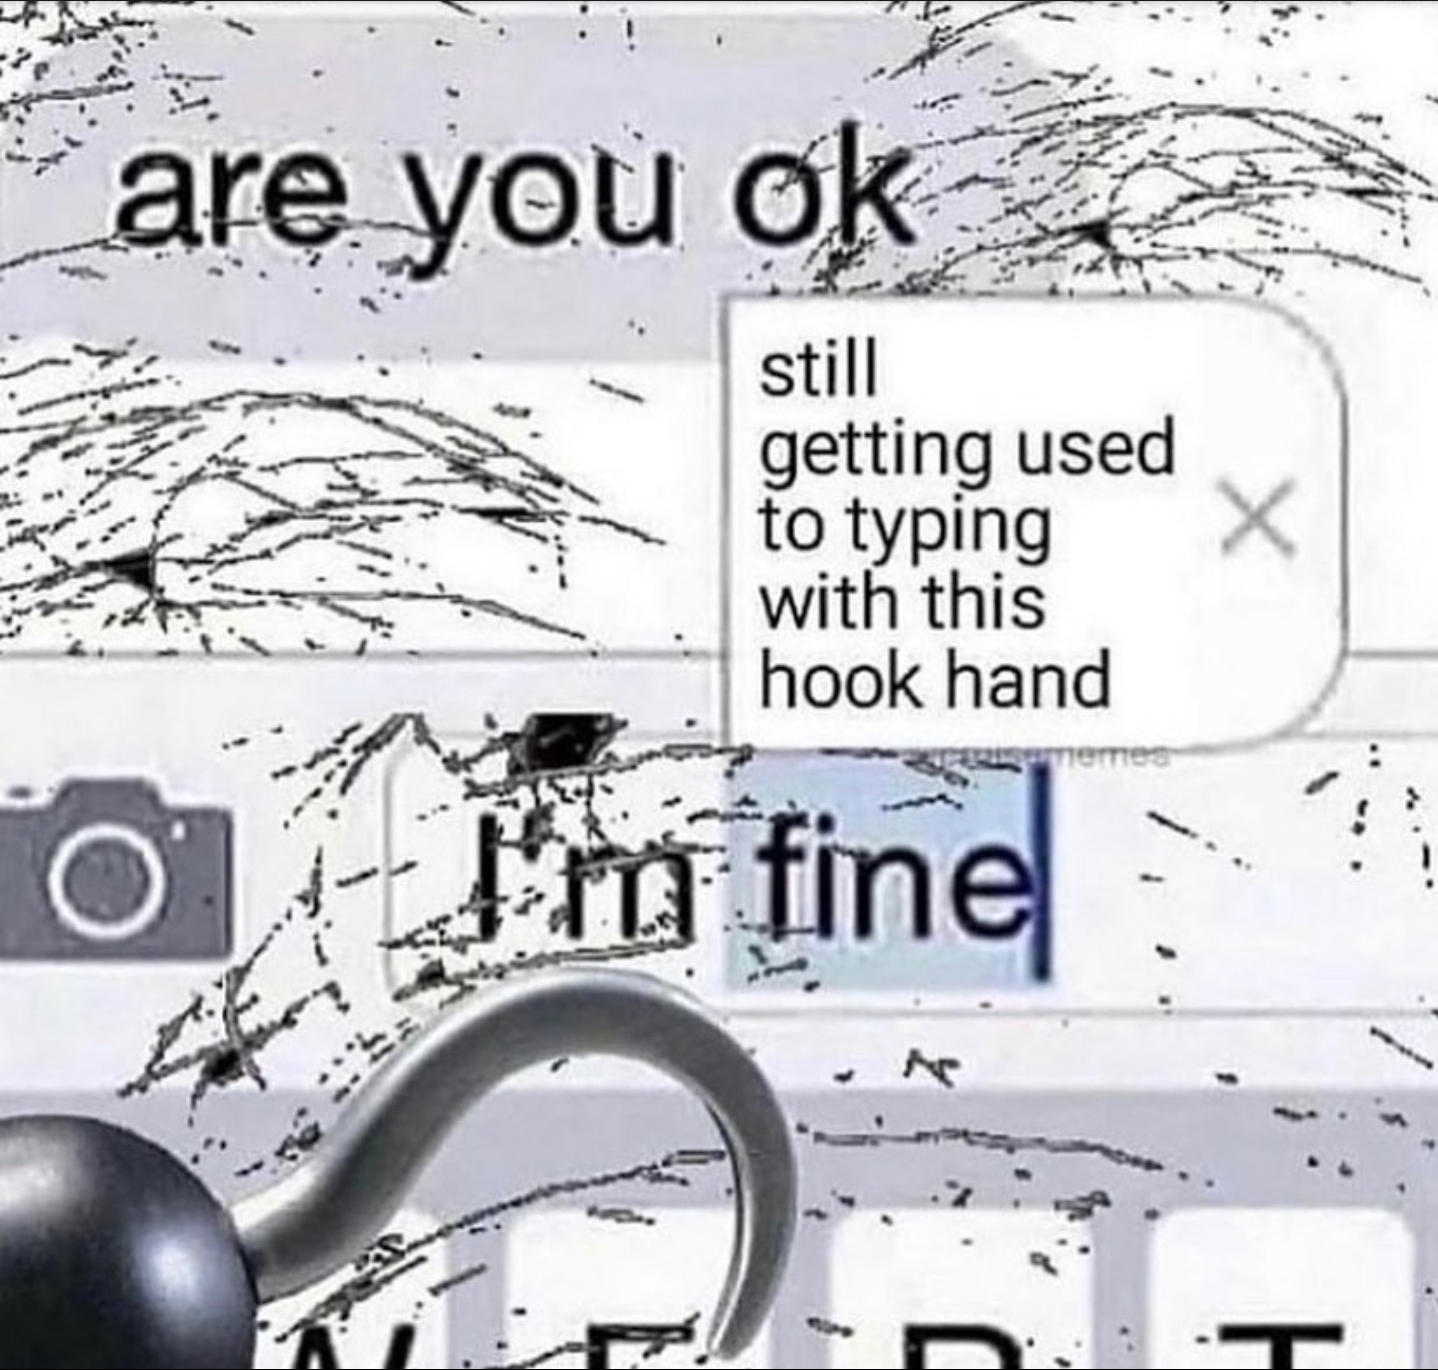 are you ok
still
getting used
to typing
with this
hook hand
I'm fine
W E R T